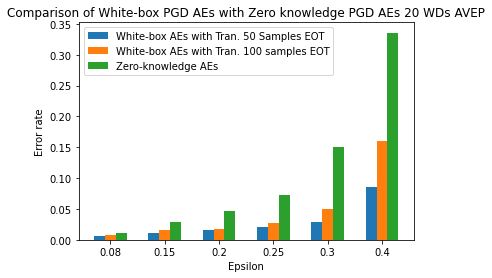 Comparison of White-box PGD AEs with Zero knowledge PGD AEs 20 WDs AVEP
White-box AEs with Tran. 50 Samples EOT
White-box AEs with Tran. 100 samples EOT
Zero-knowledge AEs
0.35
0.30
0.25
0.20
0.15
0.10
0.05
0.00
Error rate
0.08 0.15 0.2 0.25 0.3 0.4
Epsilon